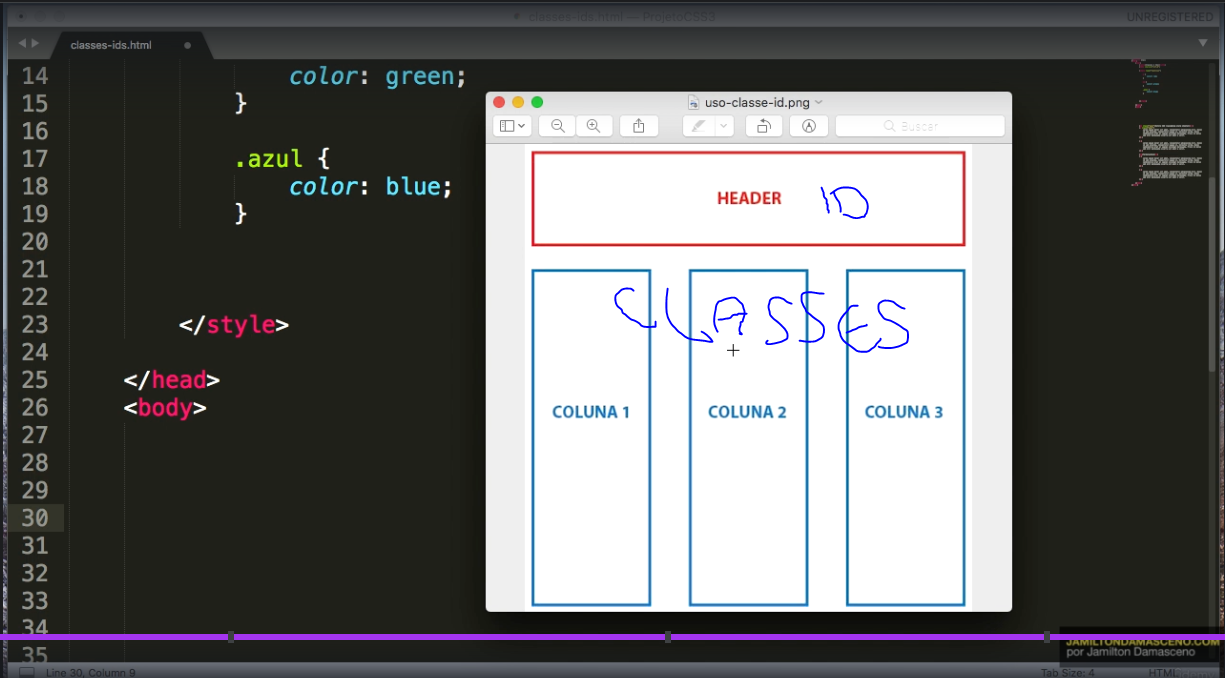 classes-ids.html — ProjetoCSS3
UNREGISTERED
classes-ids.html
14 color: green;
15 }
16
17 .azul {
18 color: blue;
19 }
20
21
22
23 </style>
24
25 </head>
26 <body>
27
28
29
30
31
32
33
34
35
uso-classe-id.png
Buscar
HEADER ID
CLASSES
COLUNA 1 COLUNA 2 COLUNA 3
JAMILTONDAMASCENO.COM
por Jamilton Damasceno
Line 30, Column 9
Tab Size: 4
HTML